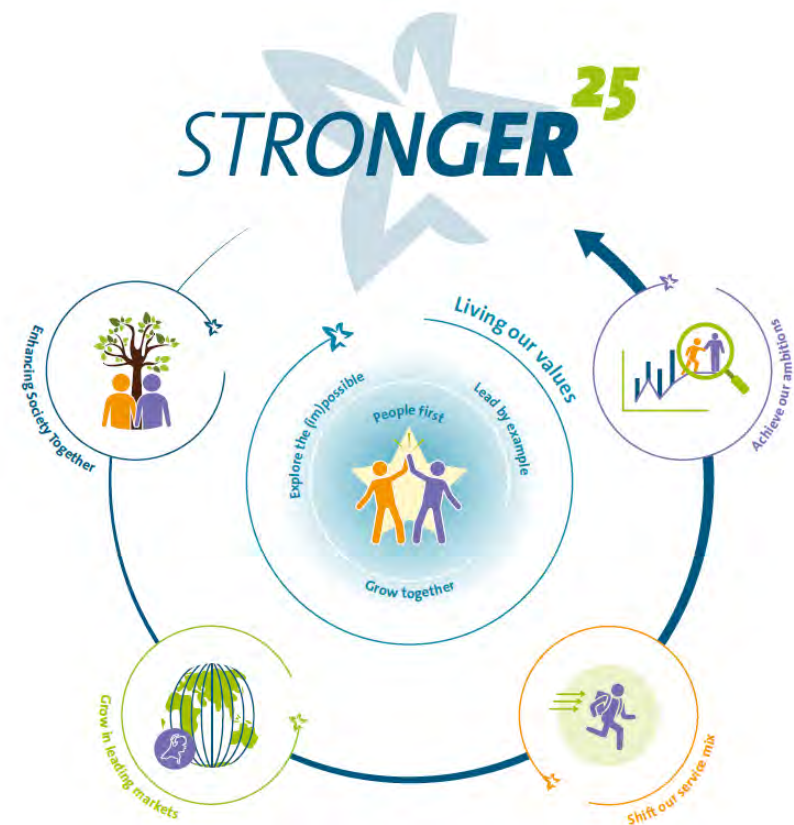 STRONGER 25
Living our values
Explore the (im)possible
People first
Lead by example
Grow together
Enhancing Society Together
Grow in leading markets
Shift our service mix
Achieve our ambitions